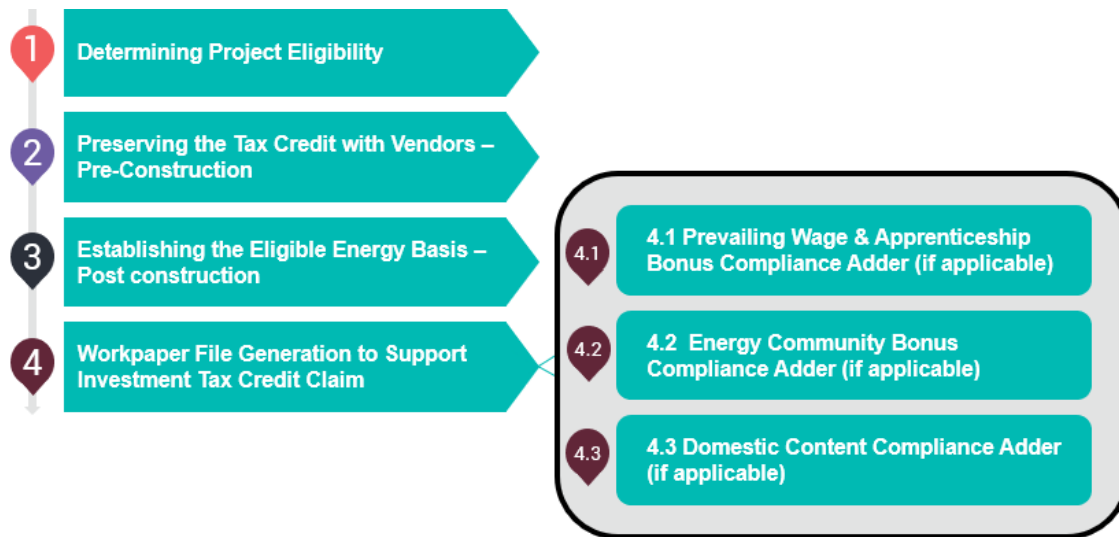 1
Determining Project Eligibility
2
Preserving the Tax Credit with Vendors –
Pre-Construction
3
Establishing the Eligible Energy Basis –
Post construction
4
Workpaper File Generation to Support
Investment Tax Credit Claim
4.1
4.1 Prevailing Wage & Apprenticeship
Bonus Compliance Adder (if applicable)
4.2
4.2 Energy Community Bonus
Compliance Adder (if applicable)
4.3
4.3 Domestic Content Compliance Adder
(if applicable)